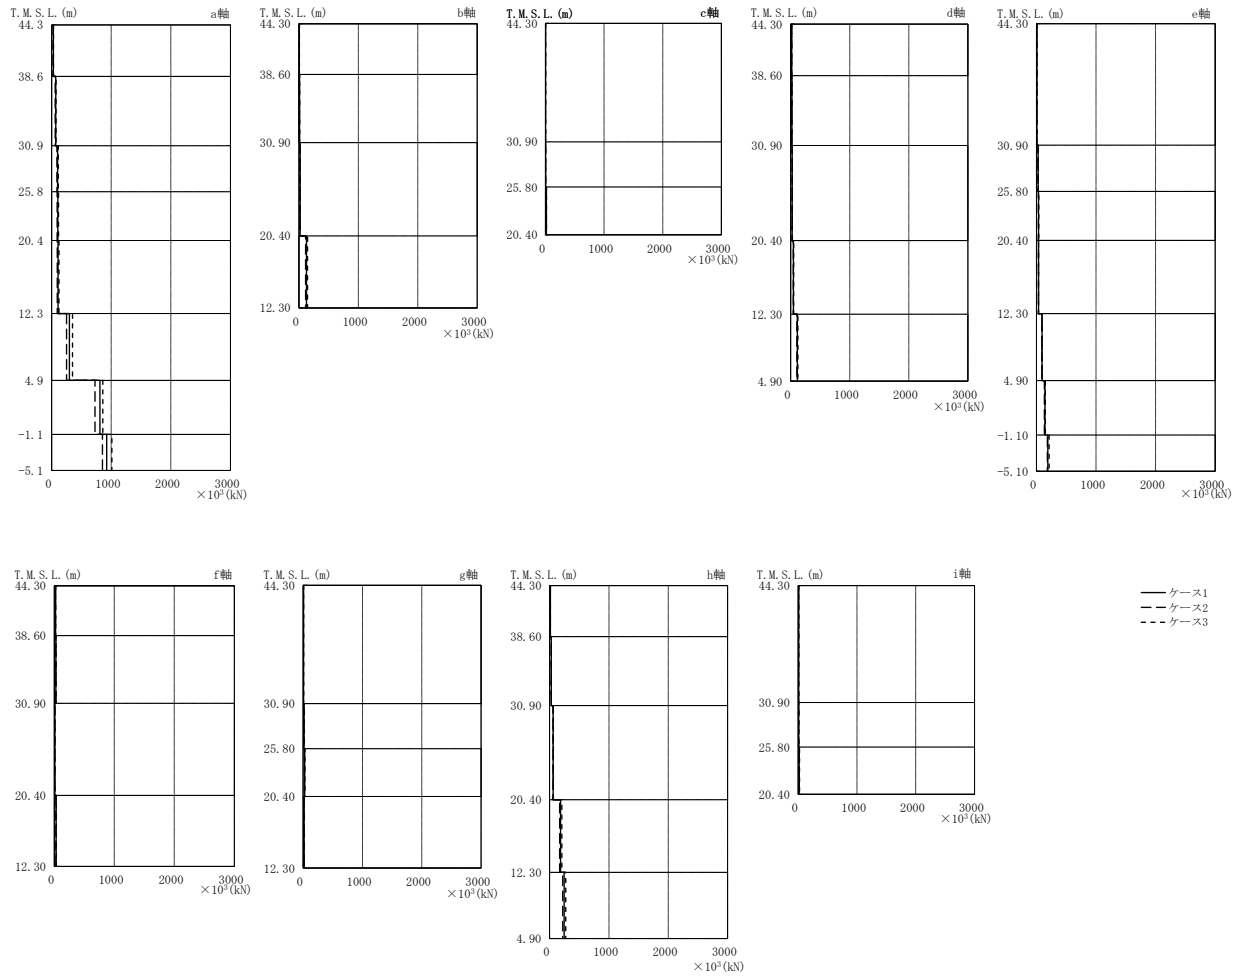 T.M.S.L.(m) a軸
44.3
38.6
30.9
25.8
20.4
12.3
4.9
-1.1
-5.1
0 1000 2000 3000
×10³(kN)
T.M.S.L.(m) b軸
44.30
38.60
30.90
20.40
12.30
0 1000 2000 3000
×10³(kN)
T.M.S.L.(m) c軸
44.30
30.90
25.80
20.40
0 1000 2000 3000
×10³(kN)
T.M.S.L.(m) d軸
44.30
38.60
30.90
20.40
12.30
4.90
0 1000 2000 3000
×10³(kN)
T.M.S.L.(m) e軸
44.30
30.90
25.80
20.40
12.30
4.90
-1.10
-5.10
0 1000 2000 3000
×10³(kN)
T.M.S.L.(m) f軸
44.30
38.60
30.90
20.40
12.30
0 1000 2000 3000
×10³(kN)
T.M.S.L.(m) g軸
44.30
30.90
25.80
20.40
12.30
0 1000 2000 3000
×10³(kN)
T.M.S.L.(m) h軸
44.30
38.60
30.90
20.40
12.30
4.90
0 1000 2000 3000
×10³(kN)
T.M.S.L.(m) i軸
44.30
30.90
25.80
20.40
0 1000 2000 3000
×10³(kN)
ケース1
ケース2
ケース3